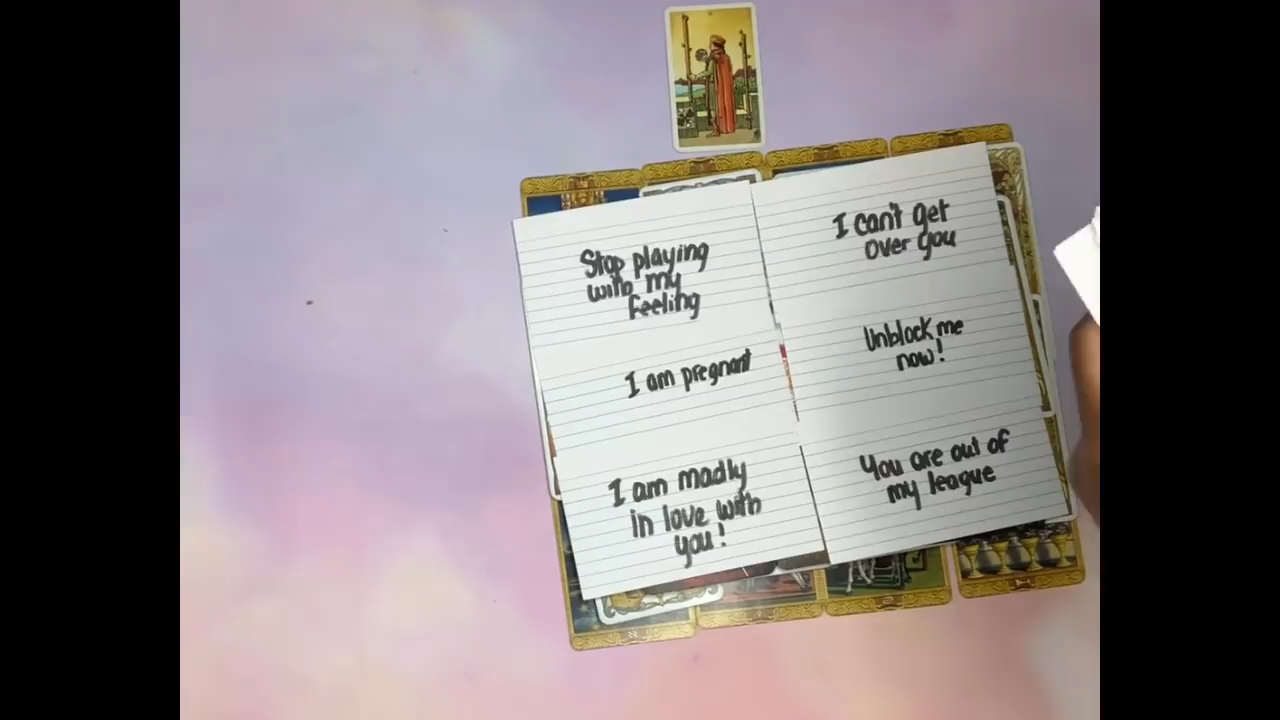 Stop playing
with my
feeling
I am pregnant
I am madly
in love with
you!
I can't get
over you
Unblock me
now!
You are out of
my league